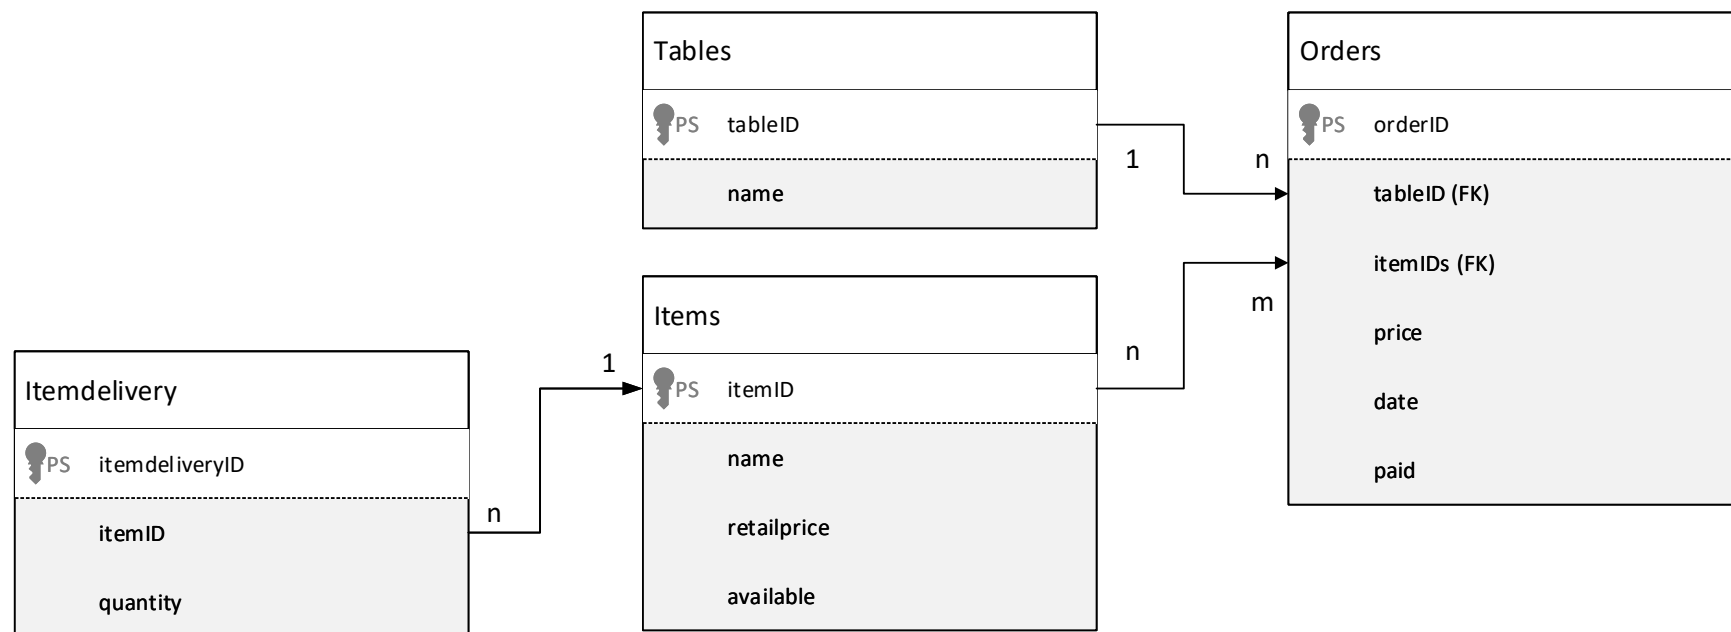 Tables
PS tableID
1
name
Orders
PS orderID
n
tableID (FK)
itemIDs (FK)
m
price
date
paid
Items
n
1
PS itemID
name
retailprice
available
Itemdelivery
PS itemdeliveryID
n
itemID
quantity